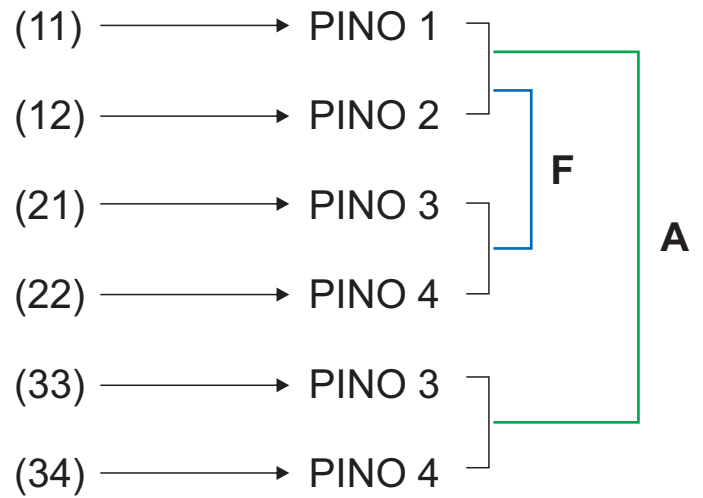 (11) PINO 1
(12) PINO 2
F
(21) PINO 3
A
(22) PINO 4
(33) PINO 3
(34) PINO 4